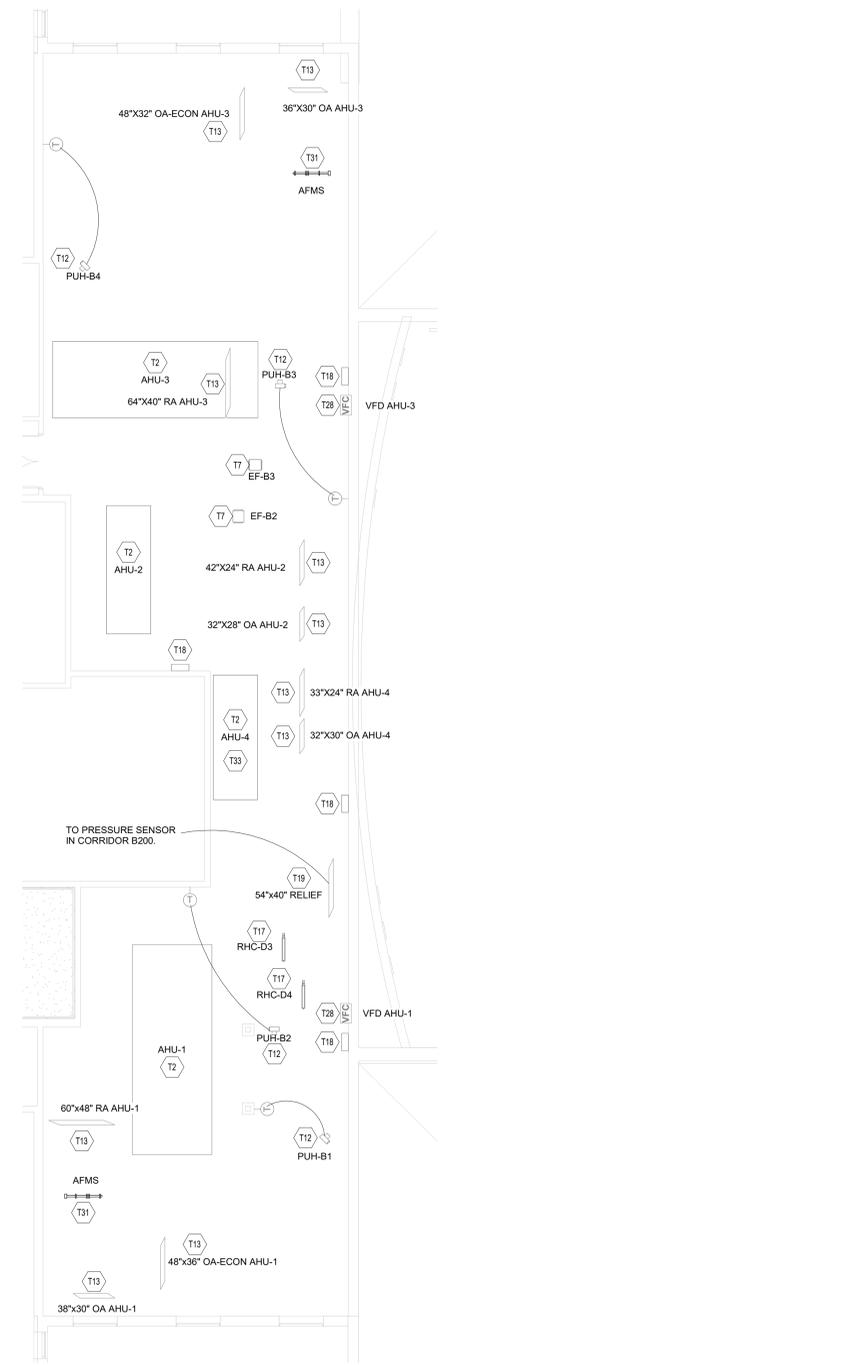 T13
36"X30" OA AHU-3
48"X32" OA-ECON AHU-3
T13
T
T31
AFMS
T12
PUH-B4
T2
AHU-3
T13
64"X40" RA AHU-3
T12
PUH-B3
T18
T28
VFC
VFD AHU-3
T7
EF-B3
T
T7
EF-B2
T2
AHU-2
42"X24" RA AHU-2
T13
32"X28" OA AHU-2
T13
T18
T13
33"X24" RA AHU-4
T2
AHU-4
T13
32"X30" OA AHU-4
T33
T18
TO PRESSURE SENSOR
IN CORRIDOR B200.
T19
54"x40" RELIEF
T
T17
RHC-D3
T17
RHC-D4
T28
VFC
VFD AHU-1
PUH-B2
T12
T18
AHU-1
T2
60"x48" RA AHU-1
T
T13
T12
PUH-B1
AFMS
T31
T13
48"x36" OA-ECON AHU-1
T13
38"x30" OA AHU-1